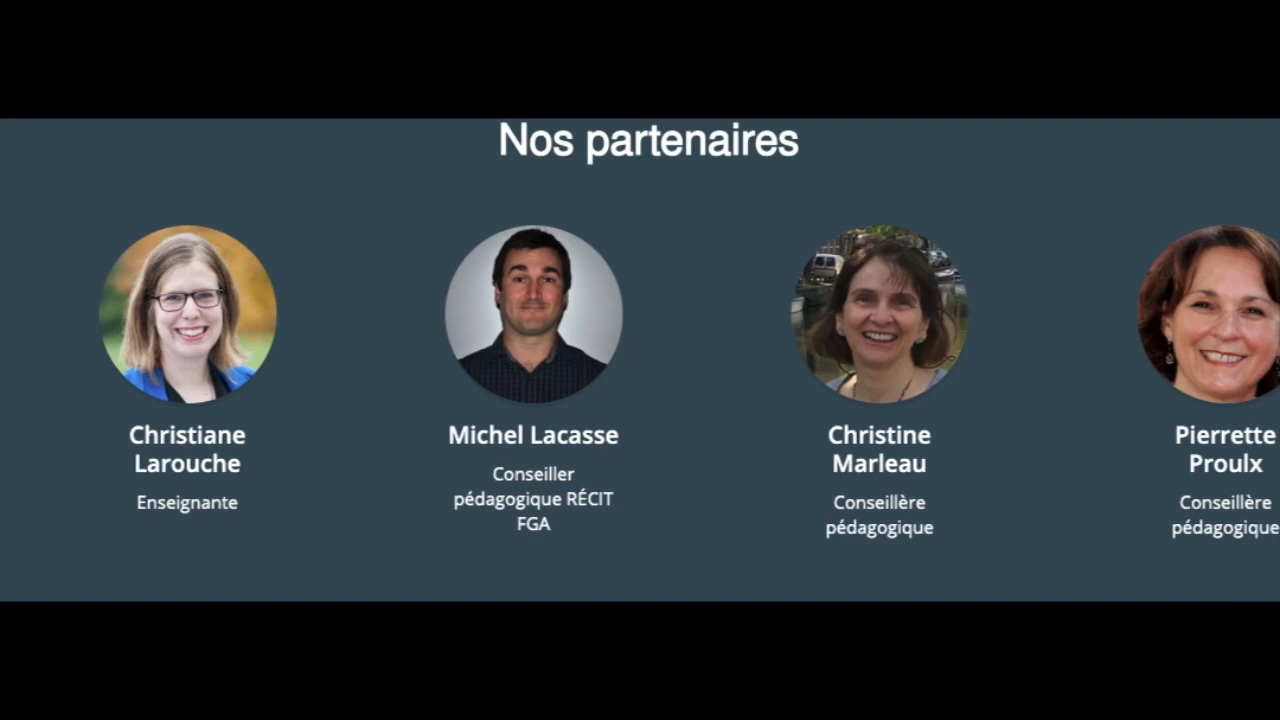 Nos partenaires
Christiane
Larouche
Enseignante
Michel Lacasse
Conseiller
pédagogique RÉCIT
FGA
Christine
Marleau
Conseillère
pédagogique
Pierrette
Proulx
Conseillère
pédagogique